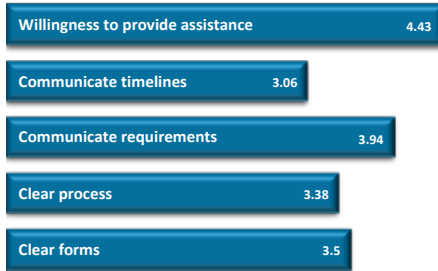 Willingness to provide assistance 4.43
Communicate timelines 3.06
Communicate requirements 3.94
Clear process 3.38
Clear forms 3.5